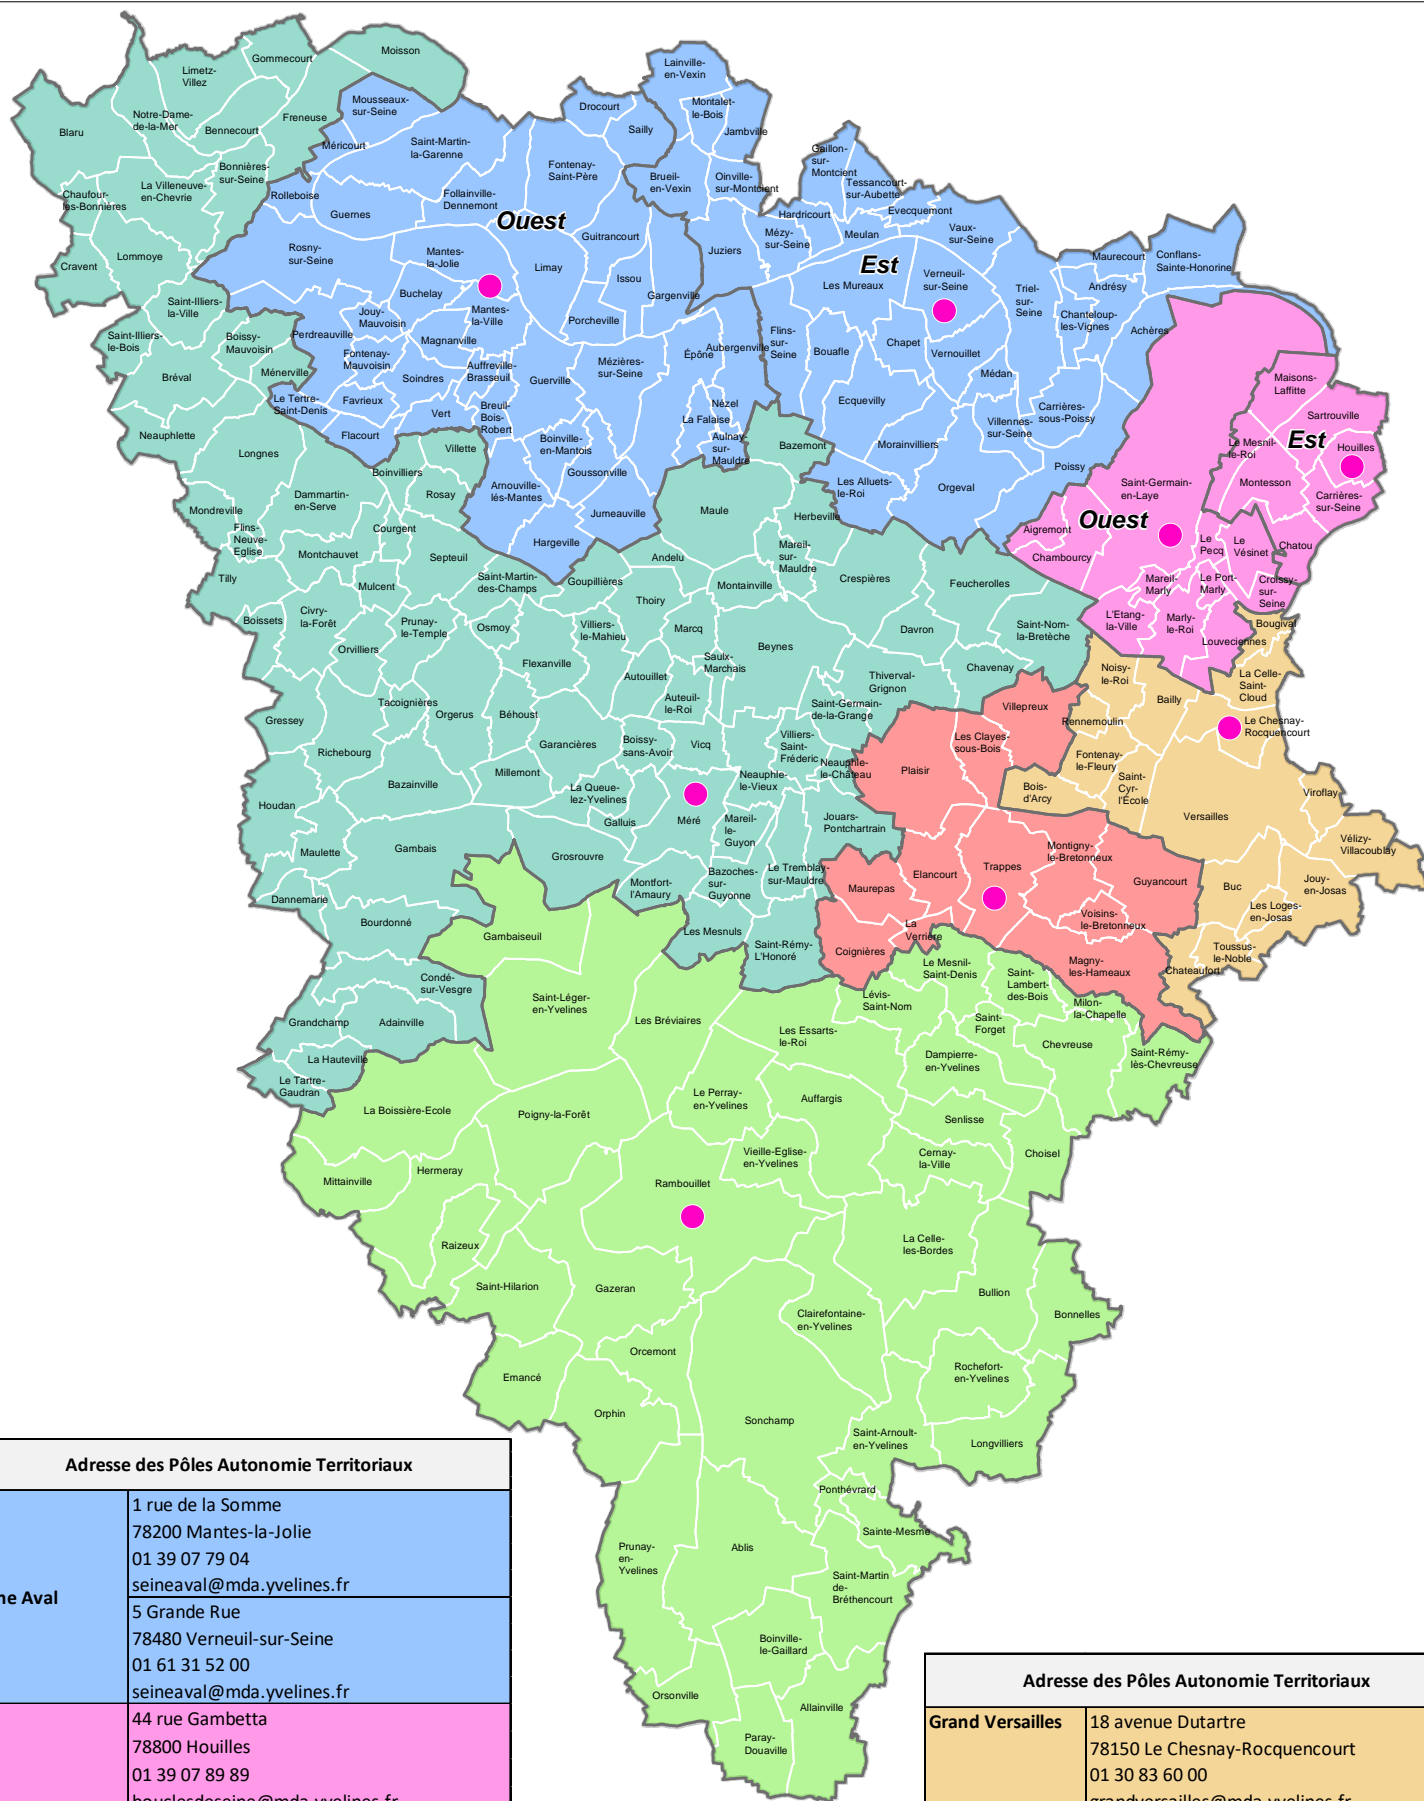 Moisson
Gommecourt
Limetz-
Villez
Lainville-
en-Vexin
Mousseaux-
sur-Seine
Drocourt
Montalet-
le-Bois
Notre-Dame-
de-la-Mer
Freneuse
Blaru
Bennecourt
Sailly
Jambville
Méricourt
Saint-Martin-
la-Garenne
Gaillon-
sur-
Montcient
Bonnières-
sur-Seine
Fontenay-
Saint-Père
Brueil-
en-Vexin
Oinville-
sur-Montcient
Tessancourt-
sur-Aubette
La Villeneuve-
en-Chevrie
Chaufour-
les-Bonnières
Rolleboise
Follainville-
Dennemont
Guernes
Ouest
Hardricourt
Evecquemont
Mézy-
sur-Seine
Meulan
Vaux-
sur-Seine
Guitrancourt
Rosny-
sur-Seine
Mantes-
la-Jolie
Juziers
Maurecourt
Conflans-
Sainte-Honorine
Lommoye
Cravent
Limay
Issou
Est
Les Mureaux
Verneuil-
sur-Seine
Andrésy
Triel-
sur-
Seine
Buchelay
Gargenville
Saint-Illiers-
la-Ville
Jouy-
Mauvoisin
Mantes-
la-Ville
Porcheville
Chanteloup-
les-Vignes
Achères
Saint-Illiers-
le-Bois
Boissy-
Mauvoisin
Perdreauville
Magnanville
Flins-
sur-
Seine
Bouafle
Chapet
Vernouillet
Aubergenville
Épône
Fontenay-
Mauvoisin
Auffreville-
Brasseuil
Mézières-
sur-Seine
Ménerville
Bréval
Soindres
Guerville
Médan
Maisons-
Laffitte
Le Tertre-
Saint-Denis
Favrieux
Vert
Breuil-
Bois-
Robert
Nézel
La Falaise
Ecquevilly
Villennes-
sur-Seine
Carrières-
sous-Poissy
Sartrouville
Neauphlette
Flacourt
Longnes
Villette
Boinville-
en-Mantois
Aulnay-
sur-
Mauldre
Bazemont
Morainvilliers
Le Mesnil-
le-Roi
Est
Houilles
Boinvilliers
Goussonville
Poissy
Montesson
Dammartin-
en-Serve
Rosay
Arnouville-
lés-Mantes
Les Alluets-
le-Roi
Orgeval
Saint-Germain-
en-Laye
Carrières-
sur-Seine
Mondreville
Jumeauville
Maule
Herbeville
Ouest
Flins-
Neuve-
Eglise
Courgent
Hargeville
Aigremont
Le
Pecq
Le
Vésinet
Chatou
Montchauvet
Septeuil
Andelu
Mareil-
sur-
Mauldre
Chambourcy
Tilly
Mulcent
Saint-Martin-
des-Champs
Goupillières
Montainville
Crespières
Feucherolles
Mareil-
Marly
Le Port-
Marly
Croissy-
sur-
Seine
Thoiry
Civry-
la-Forêt
Boissets
Prunay-
le-Temple
Osmoy
Villiers-
le-Mahieu
Marcq
Davron
Saint-Nom-
la-Bretèche
L'Etang-
la-Ville
Marly-
le-Roi
Louveciennes
Bougival
Orvilliers
Flexanville
Saulx-
Marchais
Beynes
Autouillet
Thiverval-
Grignon
Chavenay
Noisy-
le-Roi
La Celle-
Saint-
Cloud
Bailly
Tacoignières
Auteuil-
le-Roi
Saint-Germain-
de-la-Grange
Villepreux
Gressey
Orgerus
Béhoust
Rennemoulin
Le Chesnay-
Rocquencourt
Richebourg
Garancières
Boissy-
sans-Avoir
Vicq
Villiers-
Saint-
Fréderic
Les Clayes-
sous-Bois
Fontenay-
le-Fleury
Neauphle-
le-Château
Plaisir
Bazainville
Millemont
Neauphle-
le-Vieux
Saint-
Cyr-
l'École
La Queue-
lez-Yvelines
Bois-
d'Arcy
Viroflay
Houdan
Galluis
Méré
Mareil-
le-
Guyon
Jouars-
Pontchartrain
Versailles
Vélizy-
Villacoublay
Maulette
Gambais
Grosrouvre
Le Tremblay-
sur-Mauldre
Montigny-
le-Bretonneux
Elancourt
Trappes
Bazoches-
sur-
Guyonne
Maurepas
Guyancourt
Buc
Jouy-
en-Josas
Montfort-
l'Amaury
Dannemarie
Les Loges-
en-Josas
Bourdonné
Voisins-
le-Bretonneux
Gambaiseuil
Les Mesnuls
La
Verrière
Saint-Rémy-
L'Honoré
Coignières
Toussus-
le-Noble
Magny-
les-Hameaux
Chateaufort
Le Mesnil-
Saint-Denis
Condé-
sur-Vesgre
Saint-Léger-
en-Yvelines
Saint-
Lambert-
des-Bois
Lévis-
Saint-Nom
Milon-
la-Chapelle
Grandchamp
Adainville
Les Bréviaires
Saint-
Forget
Les Essarts-
le-Roi
Chevreuse
La Hauteville
Dampierre-
en-Yvelines
Saint-Rémy-
lès-Chevreuse
Le Tartre-
Gaudran
Le Perray-
en-Yvelines
Auffargis
La Boissière-Ecole
Poigny-la-Forêt
Senlisse
Vieille-Eglise-
en-Yvelines
Cernay-
la-Ville
Choisel
Hermeray
Mittainville
Rambouillet
Raizeux
La Celle-
les-Bordes
Saint-Hilarion
Gazeran
Bullion
Clairefontaine-
en-Yvelines
Bonnelles
Orcemont
Emancé
Rochefort-
en-Yvelines
Orphin
Sonchamp
Saint-Arnoult-
en-Yvelines
Longvilliers
Ponthévrard
Sainte-Mesme
Prunay-
en-
Yvelines
Ablis
Saint-Martin
de-
Bréthencourt
Boinville-
le-Gaillard
Orsonville
Allainville
Paray-
Douaville
Adresse des Pôles Autonomie Territoriaux
ne Aval
1 rue de la Somme
78200 Mantes-la-Jolie
01 39 07 79 04
seineaval@mda.yvelines.fr
5 Grande Rue
78480 Verneuil-sur-Seine
01 61 31 52 00
seineaval@mda.yvelines.fr
44 rue Gambetta
78800 Houilles
01 39 07 89 89
bouclesdeseine@mda.yvelines.fr
Adresse des Pôles Autonomie Territoriaux
Grand Versailles
18 avenue Dutartre
78150 Le Chesnay-Rocquencourt
01 30 83 60 00
grandversailles@mda.yvelines.fr